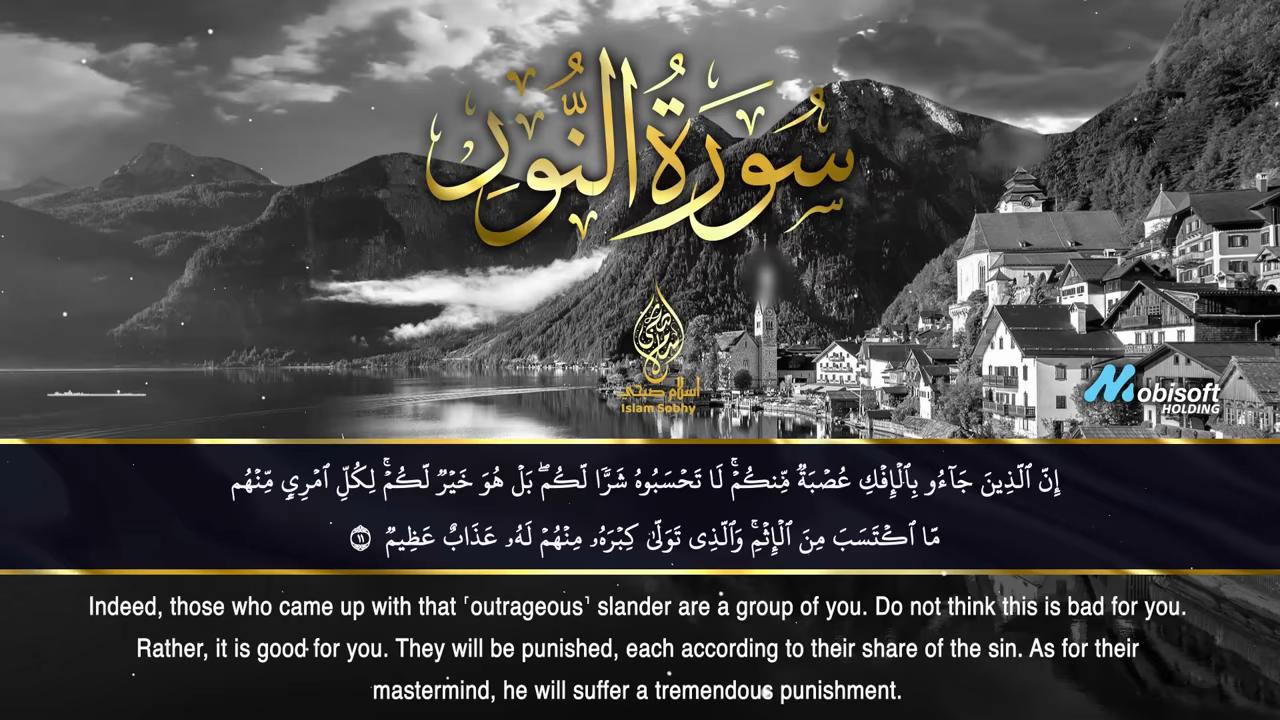 سُورَةُ النُّورِ
اسلام صبحي
اسلام صبحي
Islam Sobhy
Mobisoft
HOLDING
إِنَّ ٱلَّذِينَ جَآءُو بِٱلْإِفْكِ عُصْبَةٌ مِّنكُمْ ۚ لَا تَحْسَبُوهُ شَرًّا لَّكُم ۖ بَلْ هُوَ خَيْرٌ لَّكُمْ ۚ لِكُلِّ ٱمْرِئٍ مِّنْهُم
مَّا ٱكْتَسَبَ مِنَ ٱلْإِثْمِ ۚ وَٱلَّذِى تَوَلَّىٰ كِبْرَهُۥ مِنْهُمْ لَهُۥ عَذَابٌ عَظِيمٌ ١١
Indeed, those who came up with that ˹outrageous˺ slander are a group of you. Do not think this is bad for you.
Rather, it is good for you. They will be punished, each according to their share of the sin. As for their
mastermind, he will suffer a tremendous punishment.